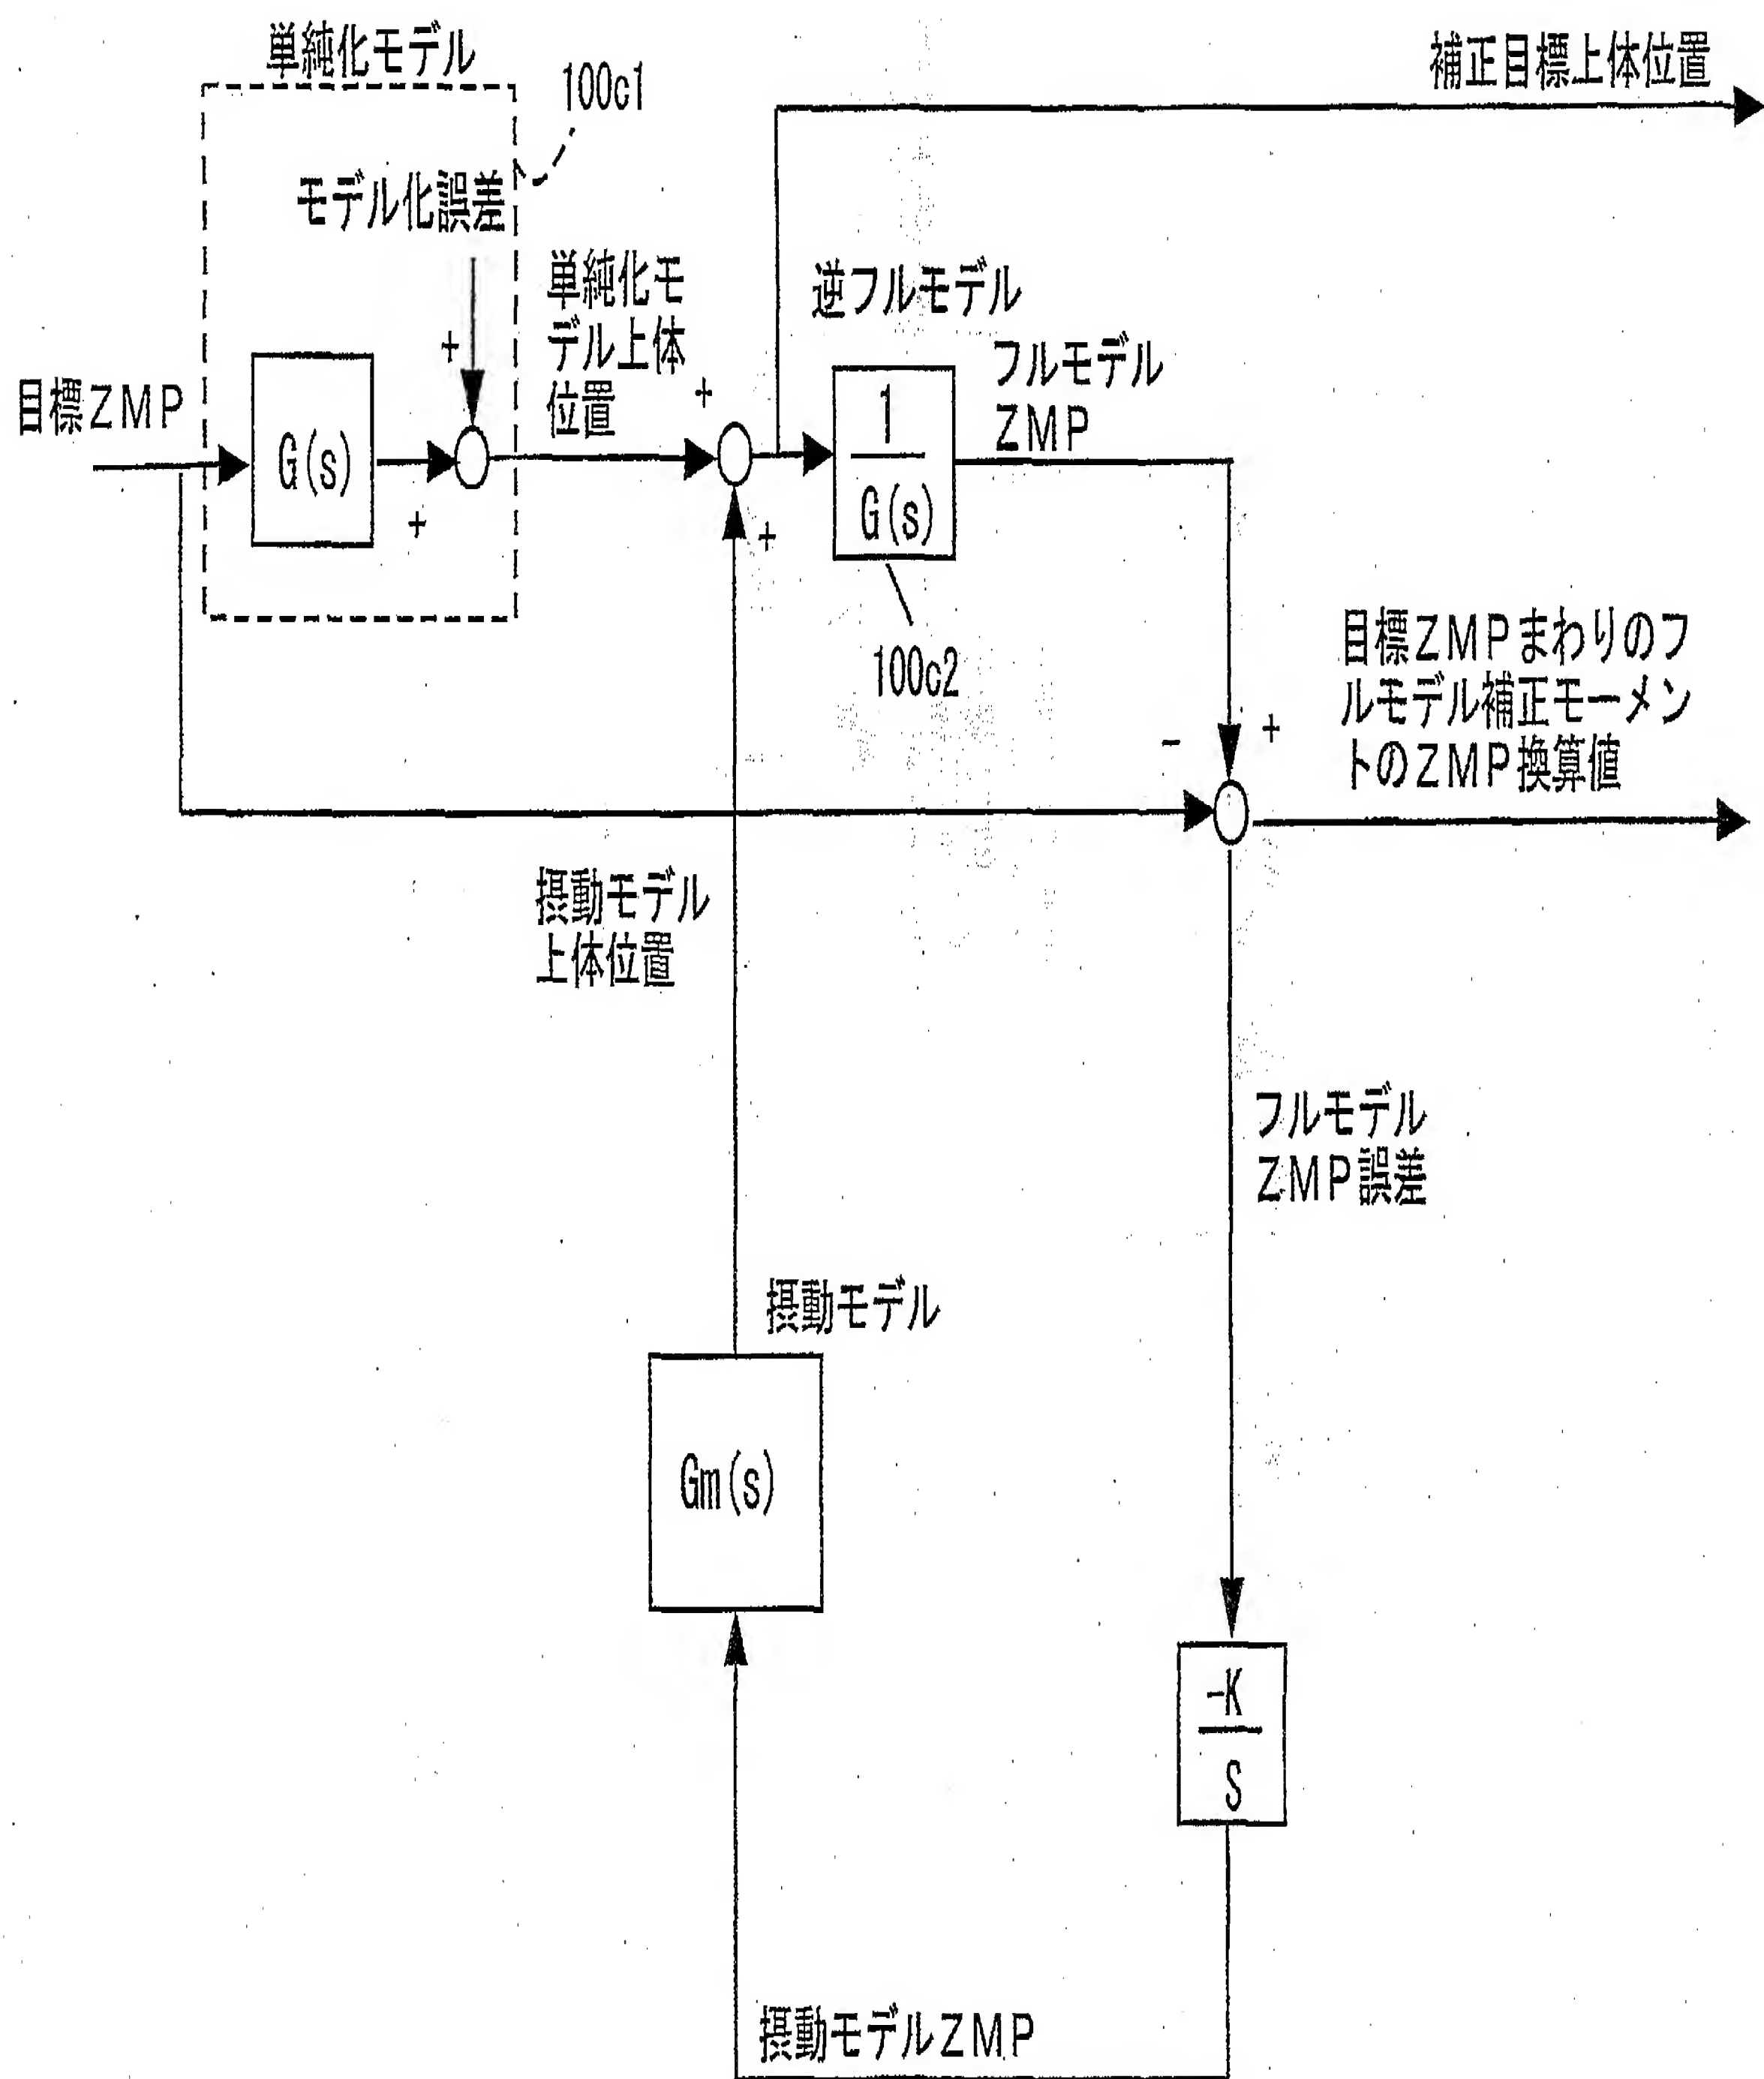 単純化モデル
100c1
補正目標上体位置
モデル化誤差
単純化モ
デル上体
位置
逆フルモデル
フルモデル
ZMP
目標ZMP
+
+
+
+
G(s)
1
G(s)
100c2
目標ZMPまわりのフ
ルモデル補正モーメン
トのZMP換算値
-
+
摂動モデル
上体位置
フルモデル
ZMP誤差
摂動モデル
Gm(s)
-K
S
摂動モデルZMP